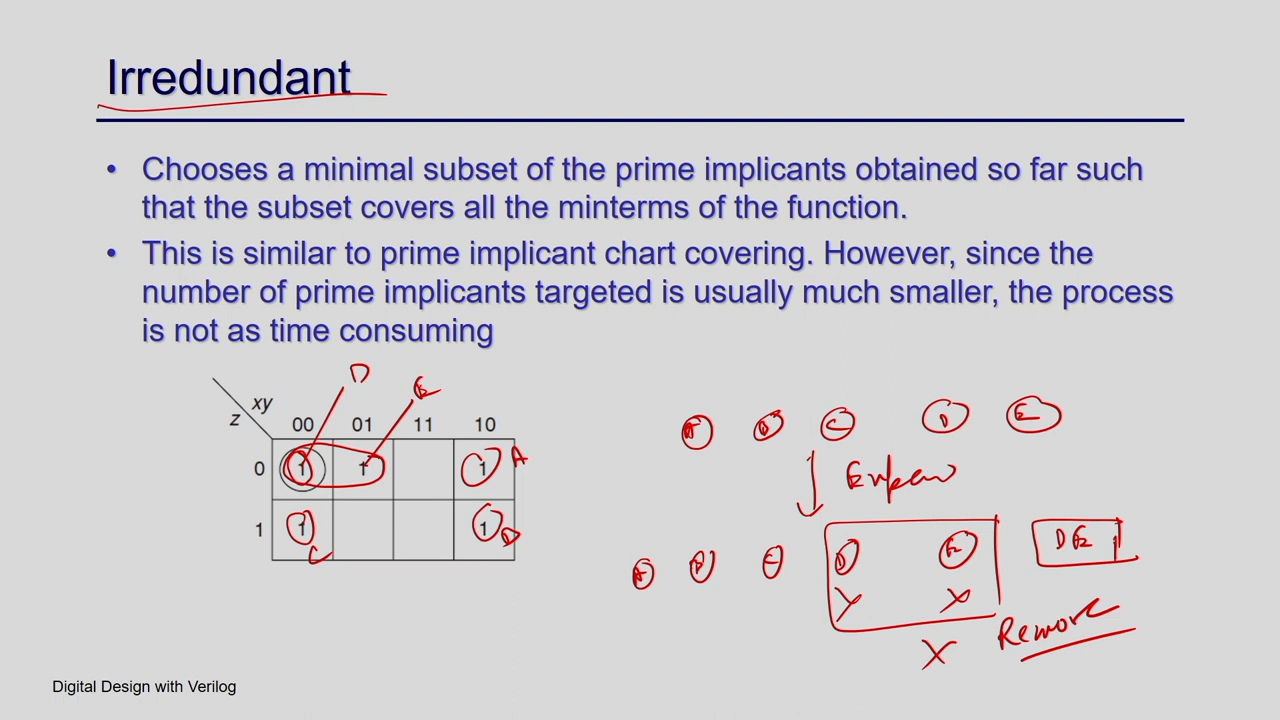 Irredundant
• Chooses a minimal subset of the prime implicants obtained so far such
that the subset covers all the minterms of the function.
• This is similar to prime implicant chart covering. However, since the
number of prime implicants targeted is usually much smaller, the process
is not as time consuming
D E
xy
z 00 01 11 10
0 1 1 1 A
1 1 1
C
A B C D E
A B C D E
D E
X X
X
Digital Design with Verilog